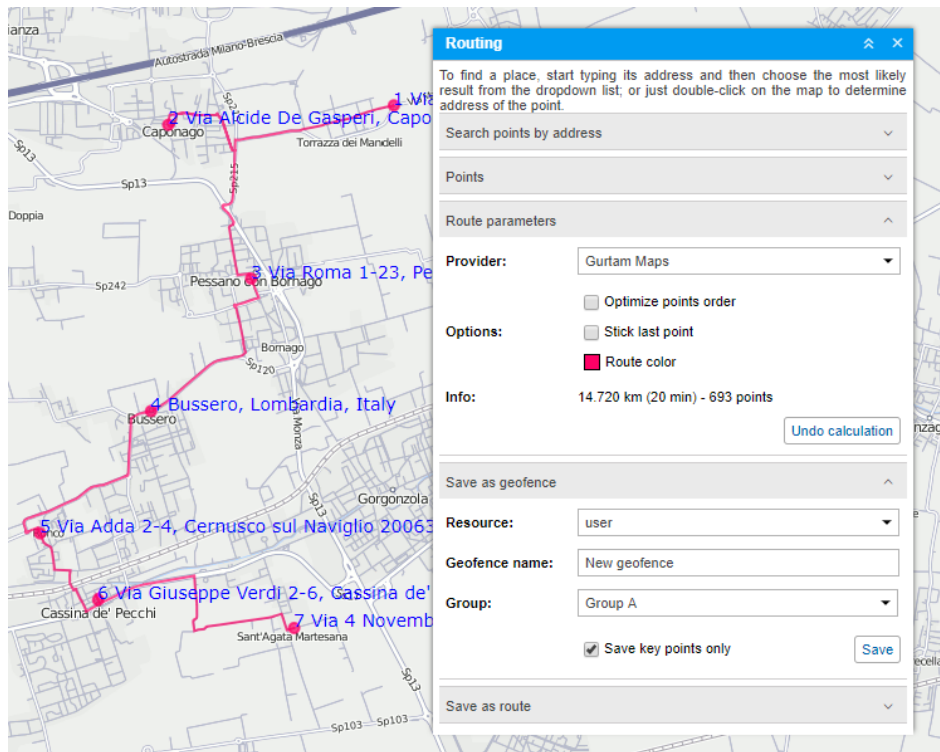 ianza
Autostrada Milano-Brescia
1 Via
2 Via Alcide De Gasperi, Capo
Caponago
Torrazza dei Mandelli
Sp13
Sp13
Sp215
Doppia
3 Via Roma 1-23, Pe
Pessano con Bornago
Sp242
Bornago
Sp120
4 Bussero, Lombardia, Italy
Bussero
Monza
Sp13
Gorgonzola
5 Via Adda 2-4, Cernusco sul Naviglio 20063
6 Via Giuseppe Verdi 2-6, Cassina de'
Cassina de' Pecchi
7 Via 4 Novemb
Sant'Agata Martesana
Sp13
Sp103
Sp103
Routing
To find a place, start typing its address and then choose the most likely
result from the dropdown list; or just double-click on the map to determine
address of the point.
Search points by address
Points
Route parameters
Provider:
Gurtam Maps
Optimize points order
Options:
Stick last point
Route color
Info:
14.720 km (20 min) - 693 points
Undo calculation
Save as geofence
Resource:
user
Geofence name:
New geofence
Group:
Group A
Save key points only
Save
Save as route
nzag
ecella